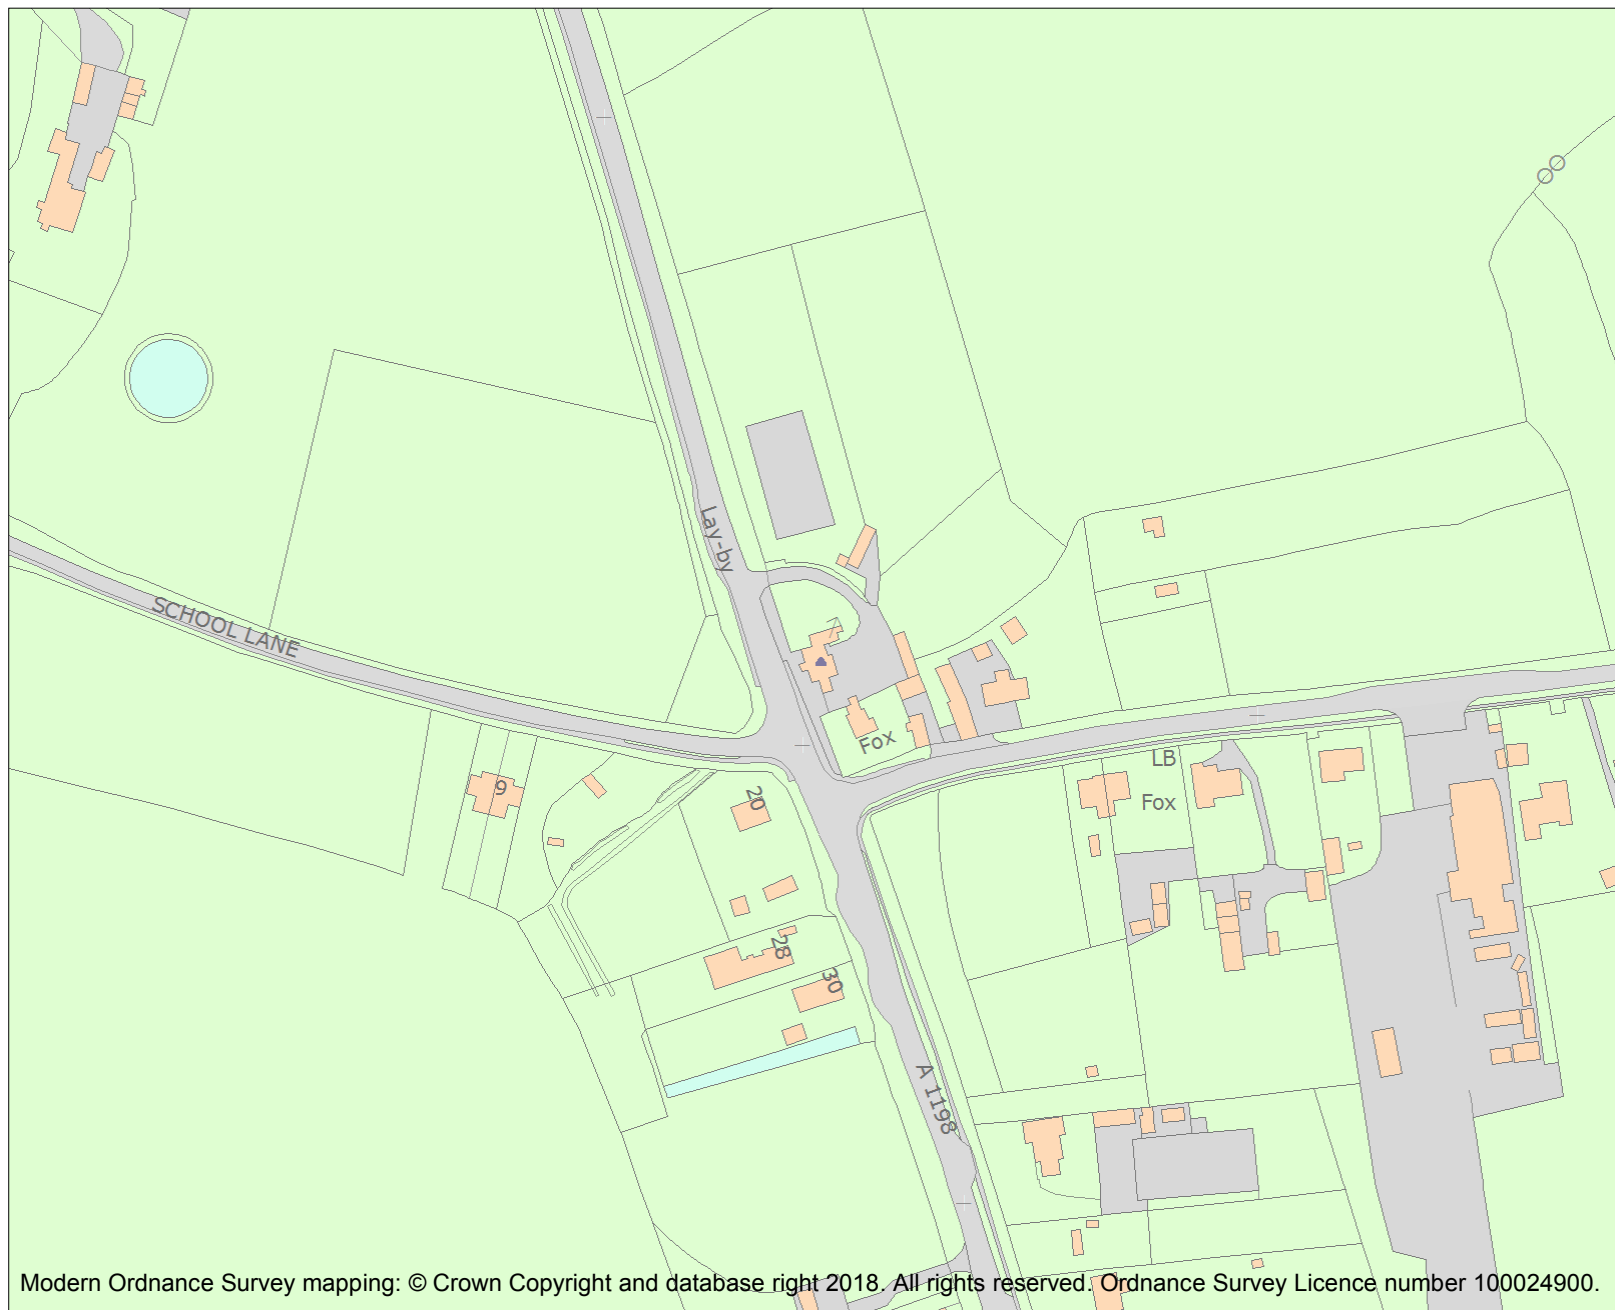 Lay-by
SCHOOL LANE
Fox
LB
Fox
9
20
28
30
A 1198
Modern Ordnance Survey mapping: © Crown Copyright and database right 2018. All rights reserved. Ordnance Survey Licence number 100024900.